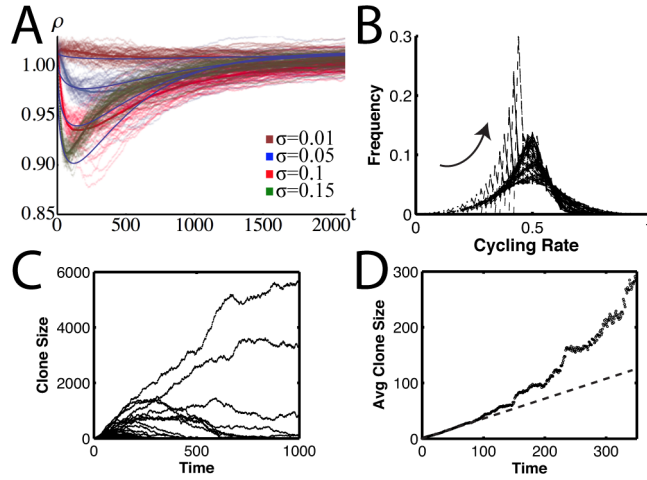 A
ρ
1.00
0.95
0.90
0.85
500
1000
1500
2000
t
σ=0.01
σ=0.05
σ=0.1
σ=0.15
B
Frequency
0.3
0.2
0.1
0
0
0.5
1
Cycling Rate
C
Clone Size
6000
4000
2000
0
0
500
1000
Time
D
Avg Clone Size
300
200
100
0
0
100
200
300
Time